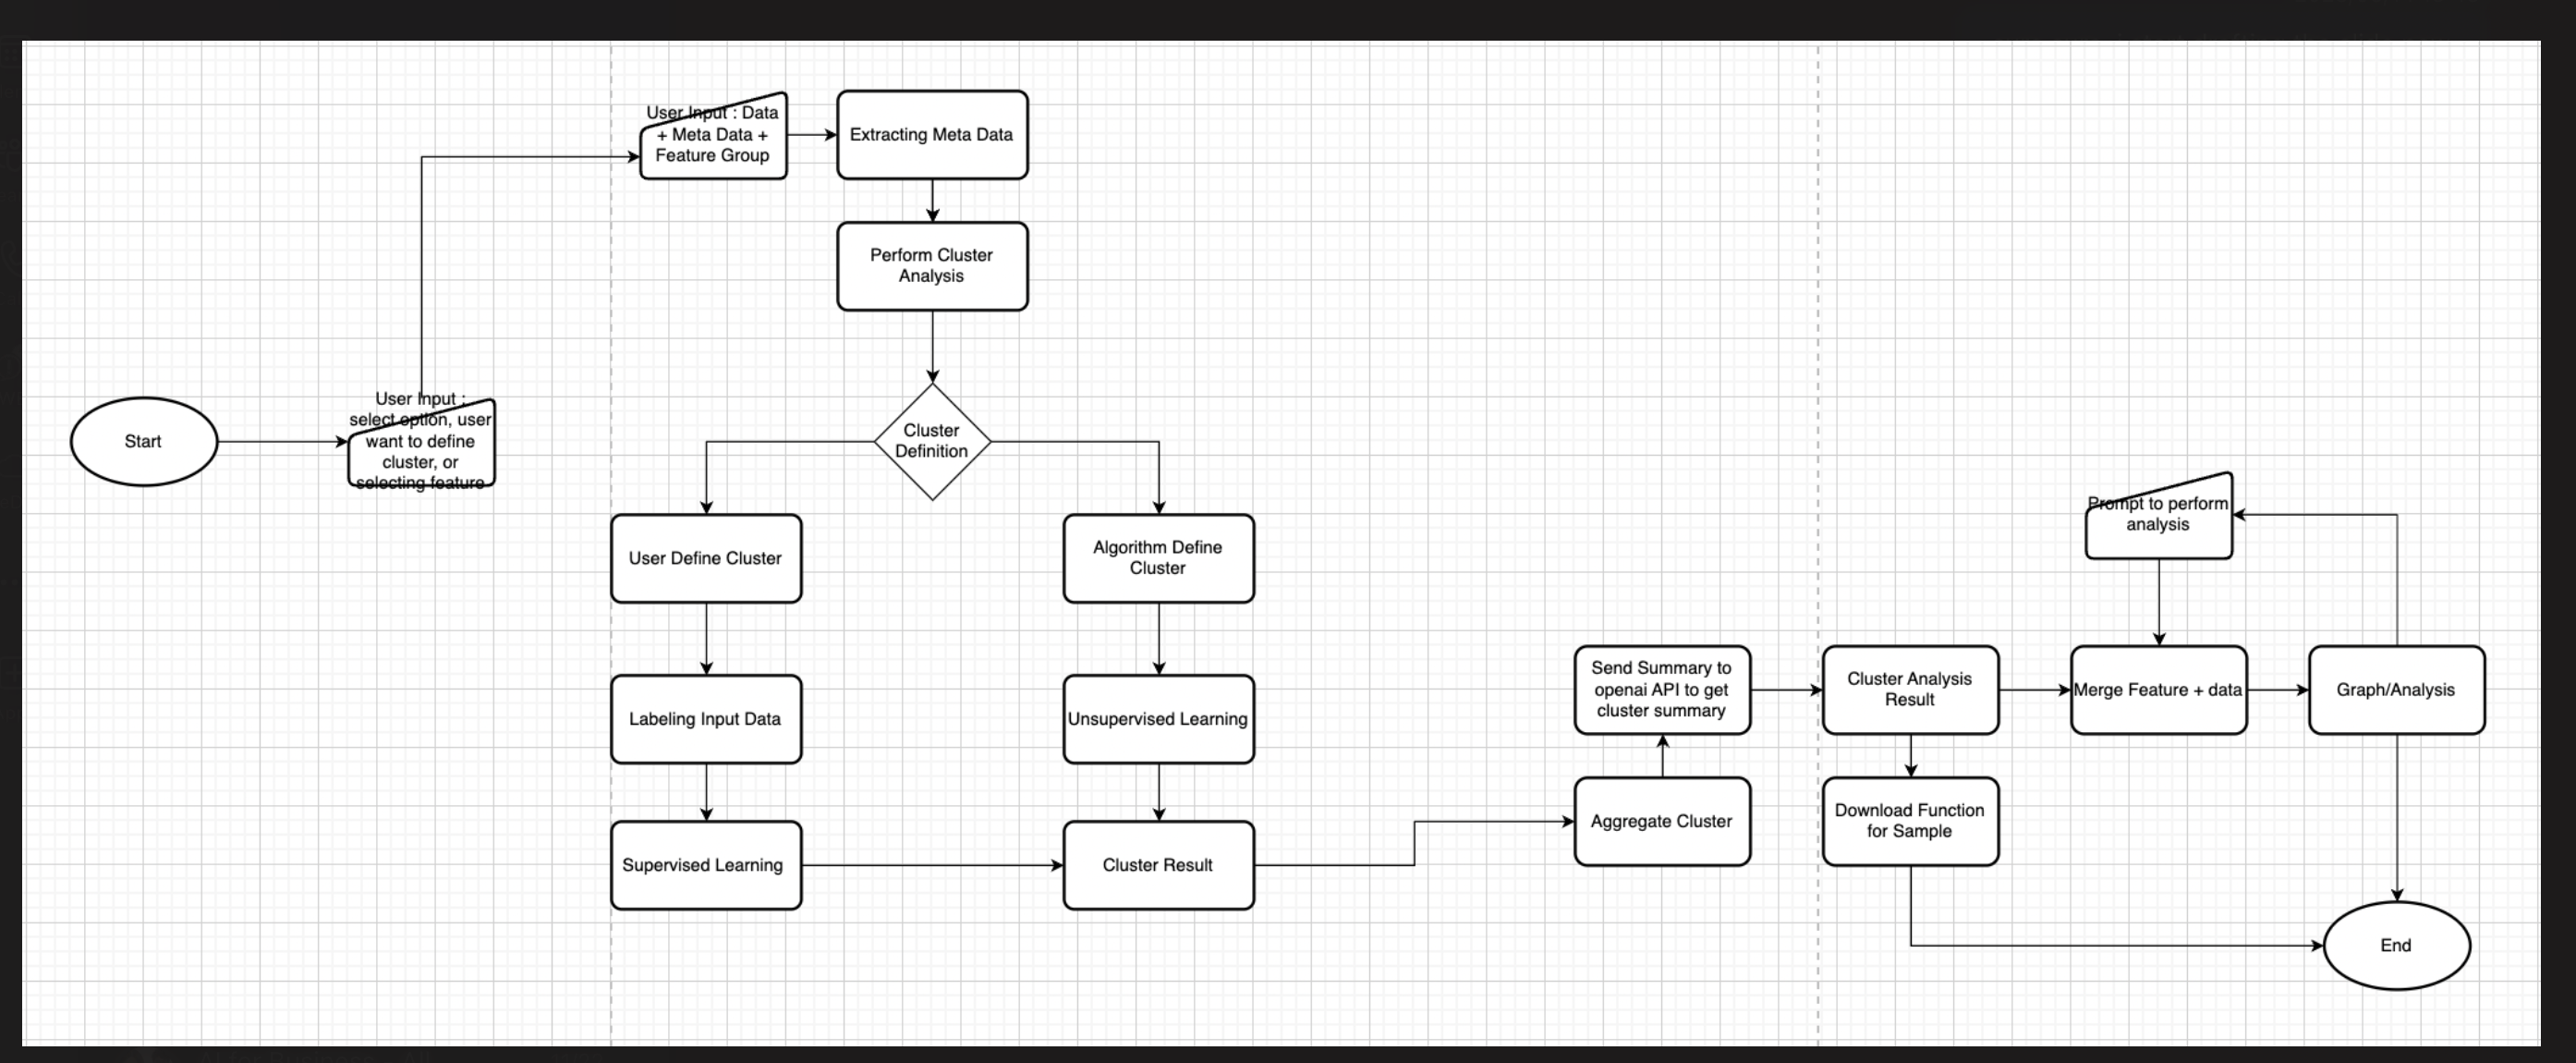 User Input : Data
+ Meta Data +
Feature Group
Extracting Meta Data
Perform Cluster
Analysis
Start
User Input :
select option, user
want to define
cluster, or
selecting feature
Cluster
Definition
User Define Cluster
Algorithm Define
Cluster
Labeling Input Data
Unsupervised Learning
Supervised Learning
Cluster Result
Aggregate Cluster
Send Summary to
openai API to get
cluster summary
Cluster Analysis
Result
Download Function
for Sample
Prompt to perform
analysis
Merge Feature + data
Graph/Analysis
End